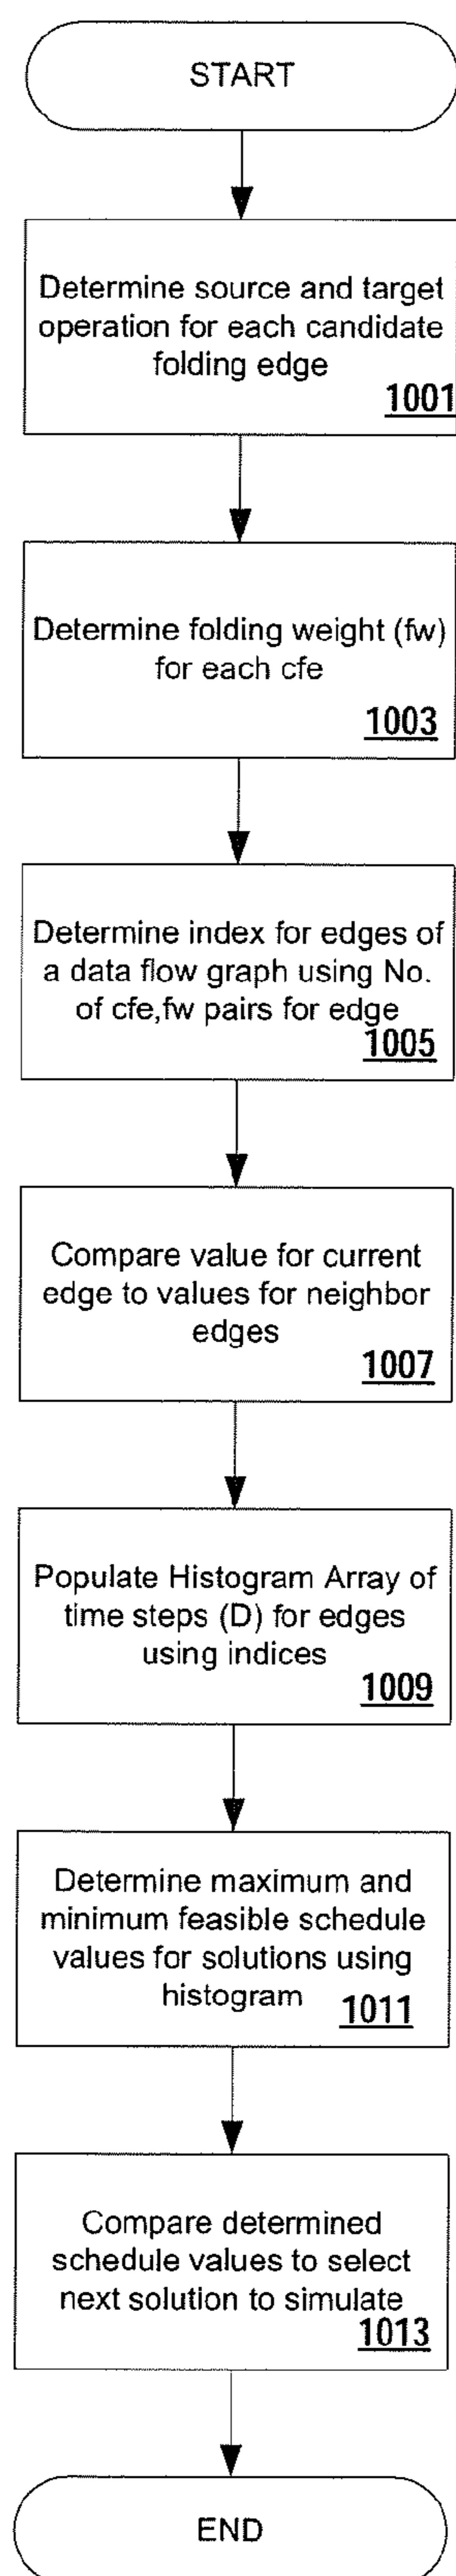 START
Determine source and target
operation for each candidate
folding edge
1001
Determine folding weight (fw)
for each cfe
1003
Determine index for edges of
a data flow graph using No.
of cfe,fw pairs for edge
1005
Compare value for current
edge to values for neighbor
edges
1007
Populate Histogram Array of
time steps (D) for edges
using indices
1009
Determine maximum and
minimum feasible schedule
values for solutions using
histogram 1011
Compare determined
schedule values to select
next solution to simulate
1013
END